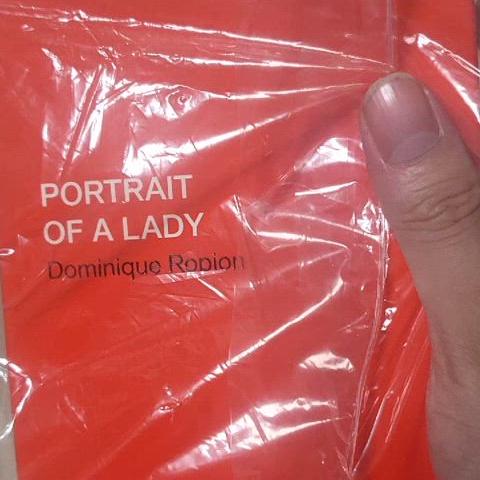 PORTRAIT
OF A LADY
Dominique Ropion